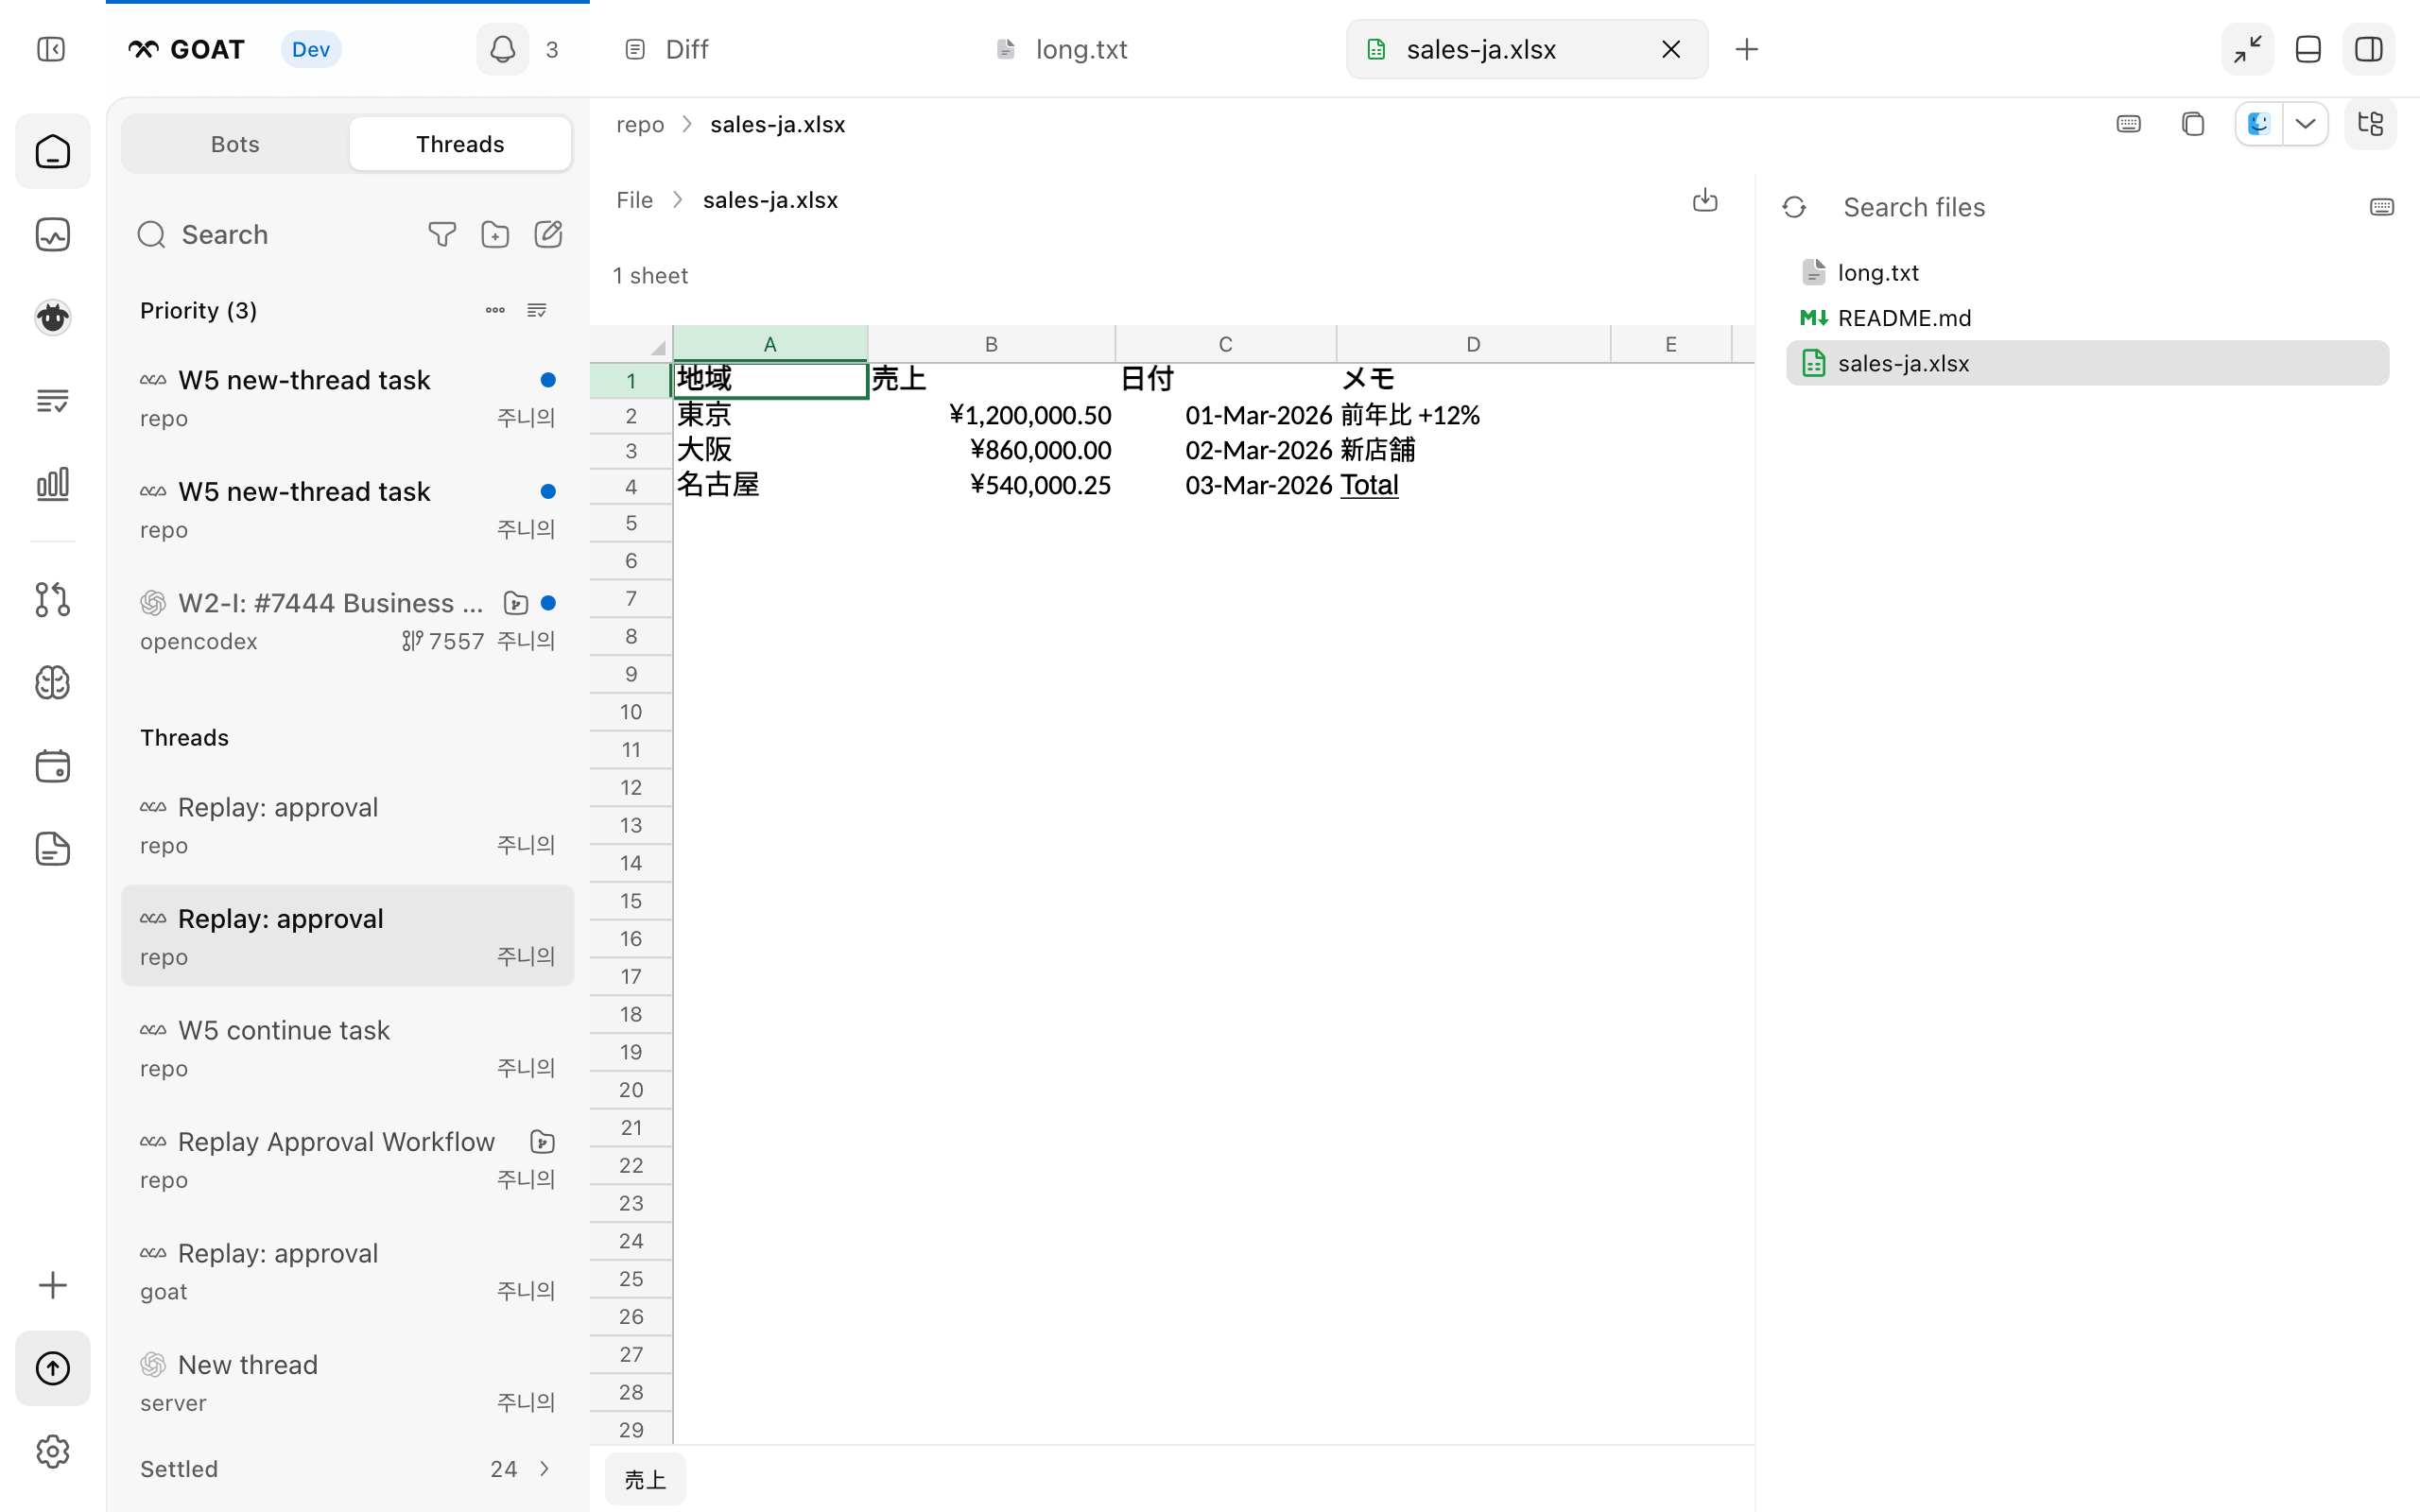 GOAT Dev 3
Diff
long.txt
sales-ja.xlsx
Bots Threads
Search
Priority (3)
W5 new-thread task
repo 주니의
W5 new-thread task
repo 주니의
W2-I: #7444 Business ...
opencodex 7557 주니의
Threads
Replay: approval
repo 주니의
Replay: approval
repo 주니의
W5 continue task
repo 주니의
Replay Approval Workflow
repo 주니의
Replay: approval
goat 주니의
New thread
server 주니의
Settled 24
repo > sales-ja.xlsx
File > sales-ja.xlsx
1 sheet
A B C D E
1 地域 売上 日付 メモ
2 東京 ¥1,200,000.50 01-Mar-2026 前年比 +12%
3 大阪 ¥860,000.00 02-Mar-2026 新店舗
4 名古屋 ¥540,000.25 03-Mar-2026 Total
5
6
7
8
9
10
11
12
13
14
15
16
17
18
19
20
21
22
23
24
25
26
27
28
29
売上
Search files
long.txt
README.md
sales-ja.xlsx